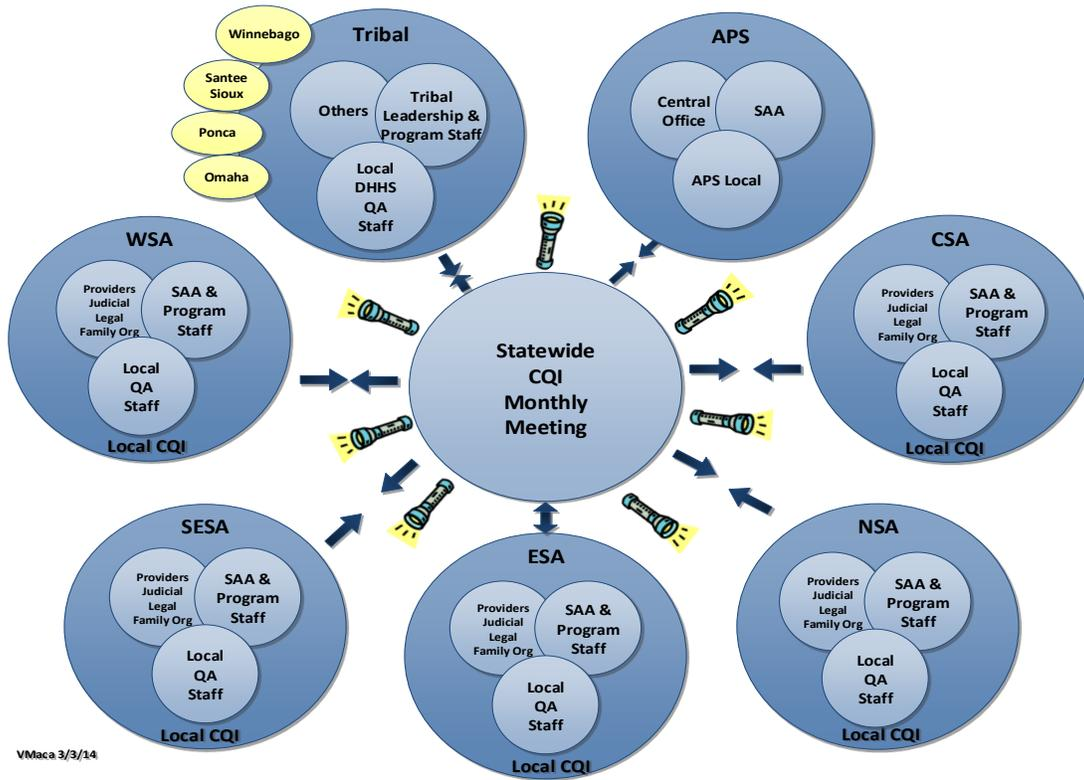 Winnebago
Santee
Sioux
Ponca
Omaha
Tribal
Others
Tribal
Leadership &
Program Staff
Local
DHHS
QA
Staff
APS
Central
Office
SAA
APS Local
WSA
Providers
Judicial
Legal
Family Org
SAA &
Program
Staff
Local
QA
Staff
Local CQI
Statewide
CQI
Monthly
Meeting
CSA
Providers
Judicial
Legal
Family Org
SAA &
Program
Staff
Local
QA
Staff
Local CQI
SESA
Providers
Judicial
Legal
Family Org
SAA &
Program
Staff
Local
QA
Staff
Local CQI
ESA
Providers
Judicial
Legal
Family Org
SAA &
Program
Staff
Local
QA
Staff
Local CQI
NSA
Providers
Judicial
Legal
Family Org
SAA &
Program
Staff
Local
QA
Staff
Local CQI
VMaca 3/3/14